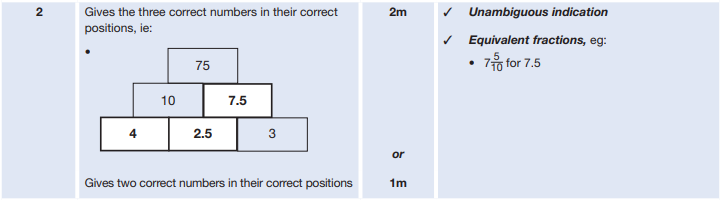 2 Gives the three correct numbers in their correct 2m ✓ Unambiguous indication
positions, ie:
✓ Equivalent fractions, eg:
•
• 7 5/10 for 7.5
75
10 7.5
4 2.5 3
or
Gives two correct numbers in their correct positions 1m